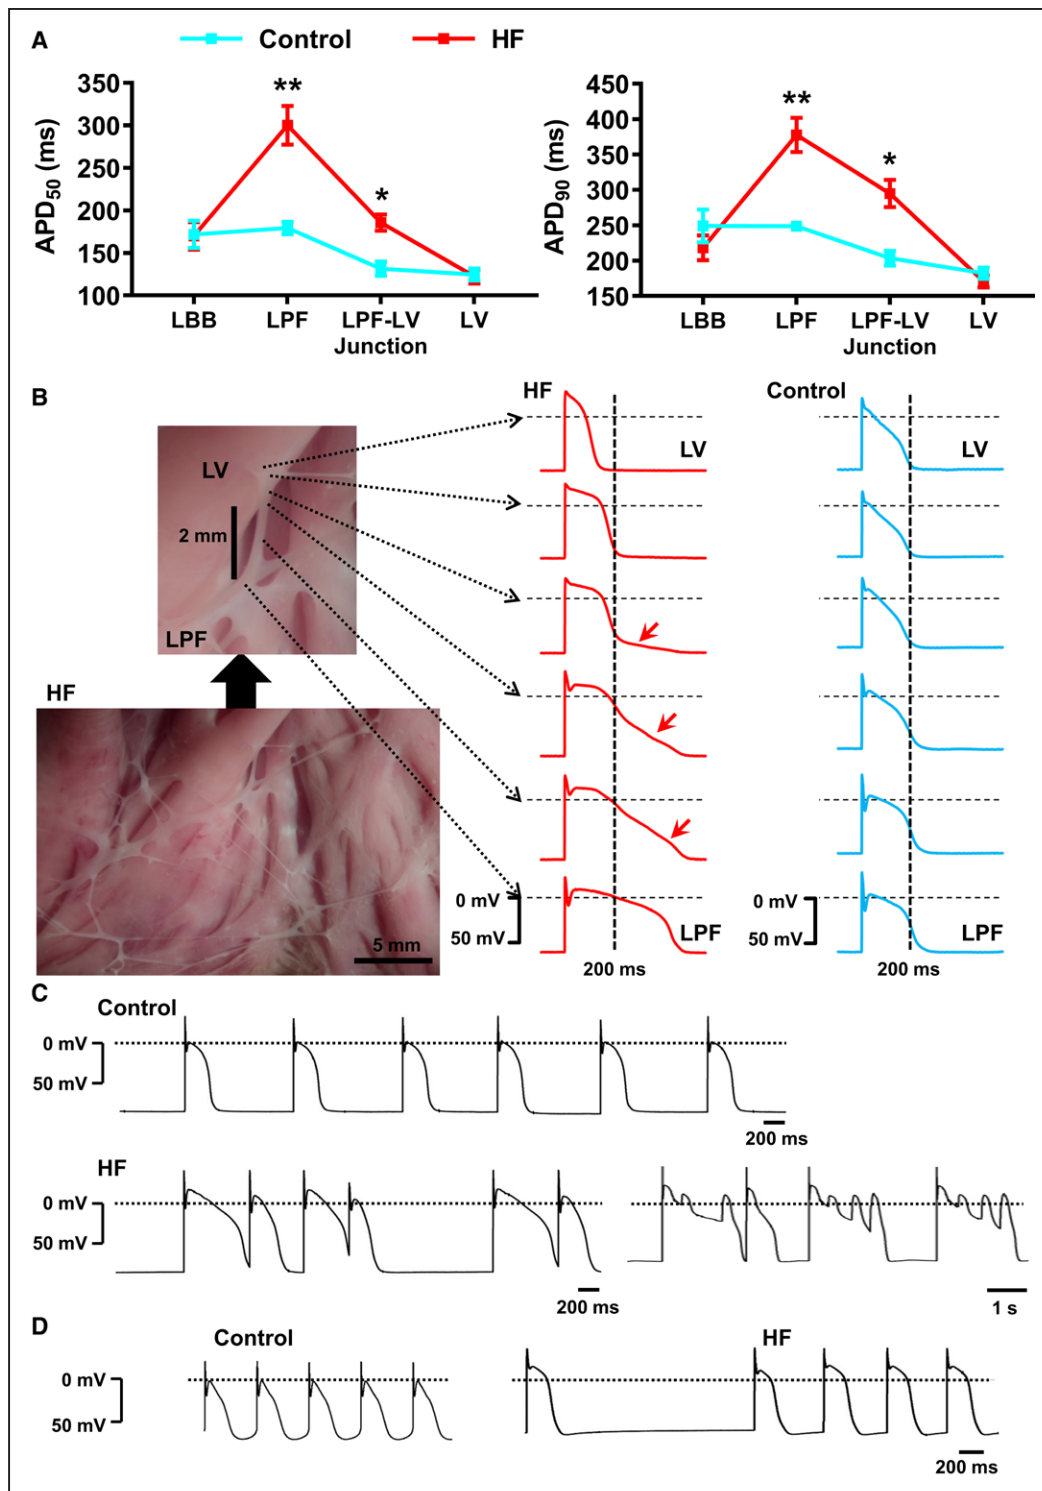 A
Control
HF
350
300
250
200
150
100
APD50 (ms)
**
*
LBB
LPF
LPF-LV
Junction
LV
450
400
350
300
250
200
150
APD90 (ms)
**
*
LBB
LPF
LPF-LV
Junction
LV
B
LV
2 mm
LPF
HF
5 mm
HF
LV
0 mV
50 mV
LPF
200 ms
Control
LV
0 mV
50 mV
LPF
200 ms
C
Control
0 mV
50 mV
200 ms
HF
0 mV
50 mV
200 ms
1 s
D
Control
HF
0 mV
50 mV
200 ms